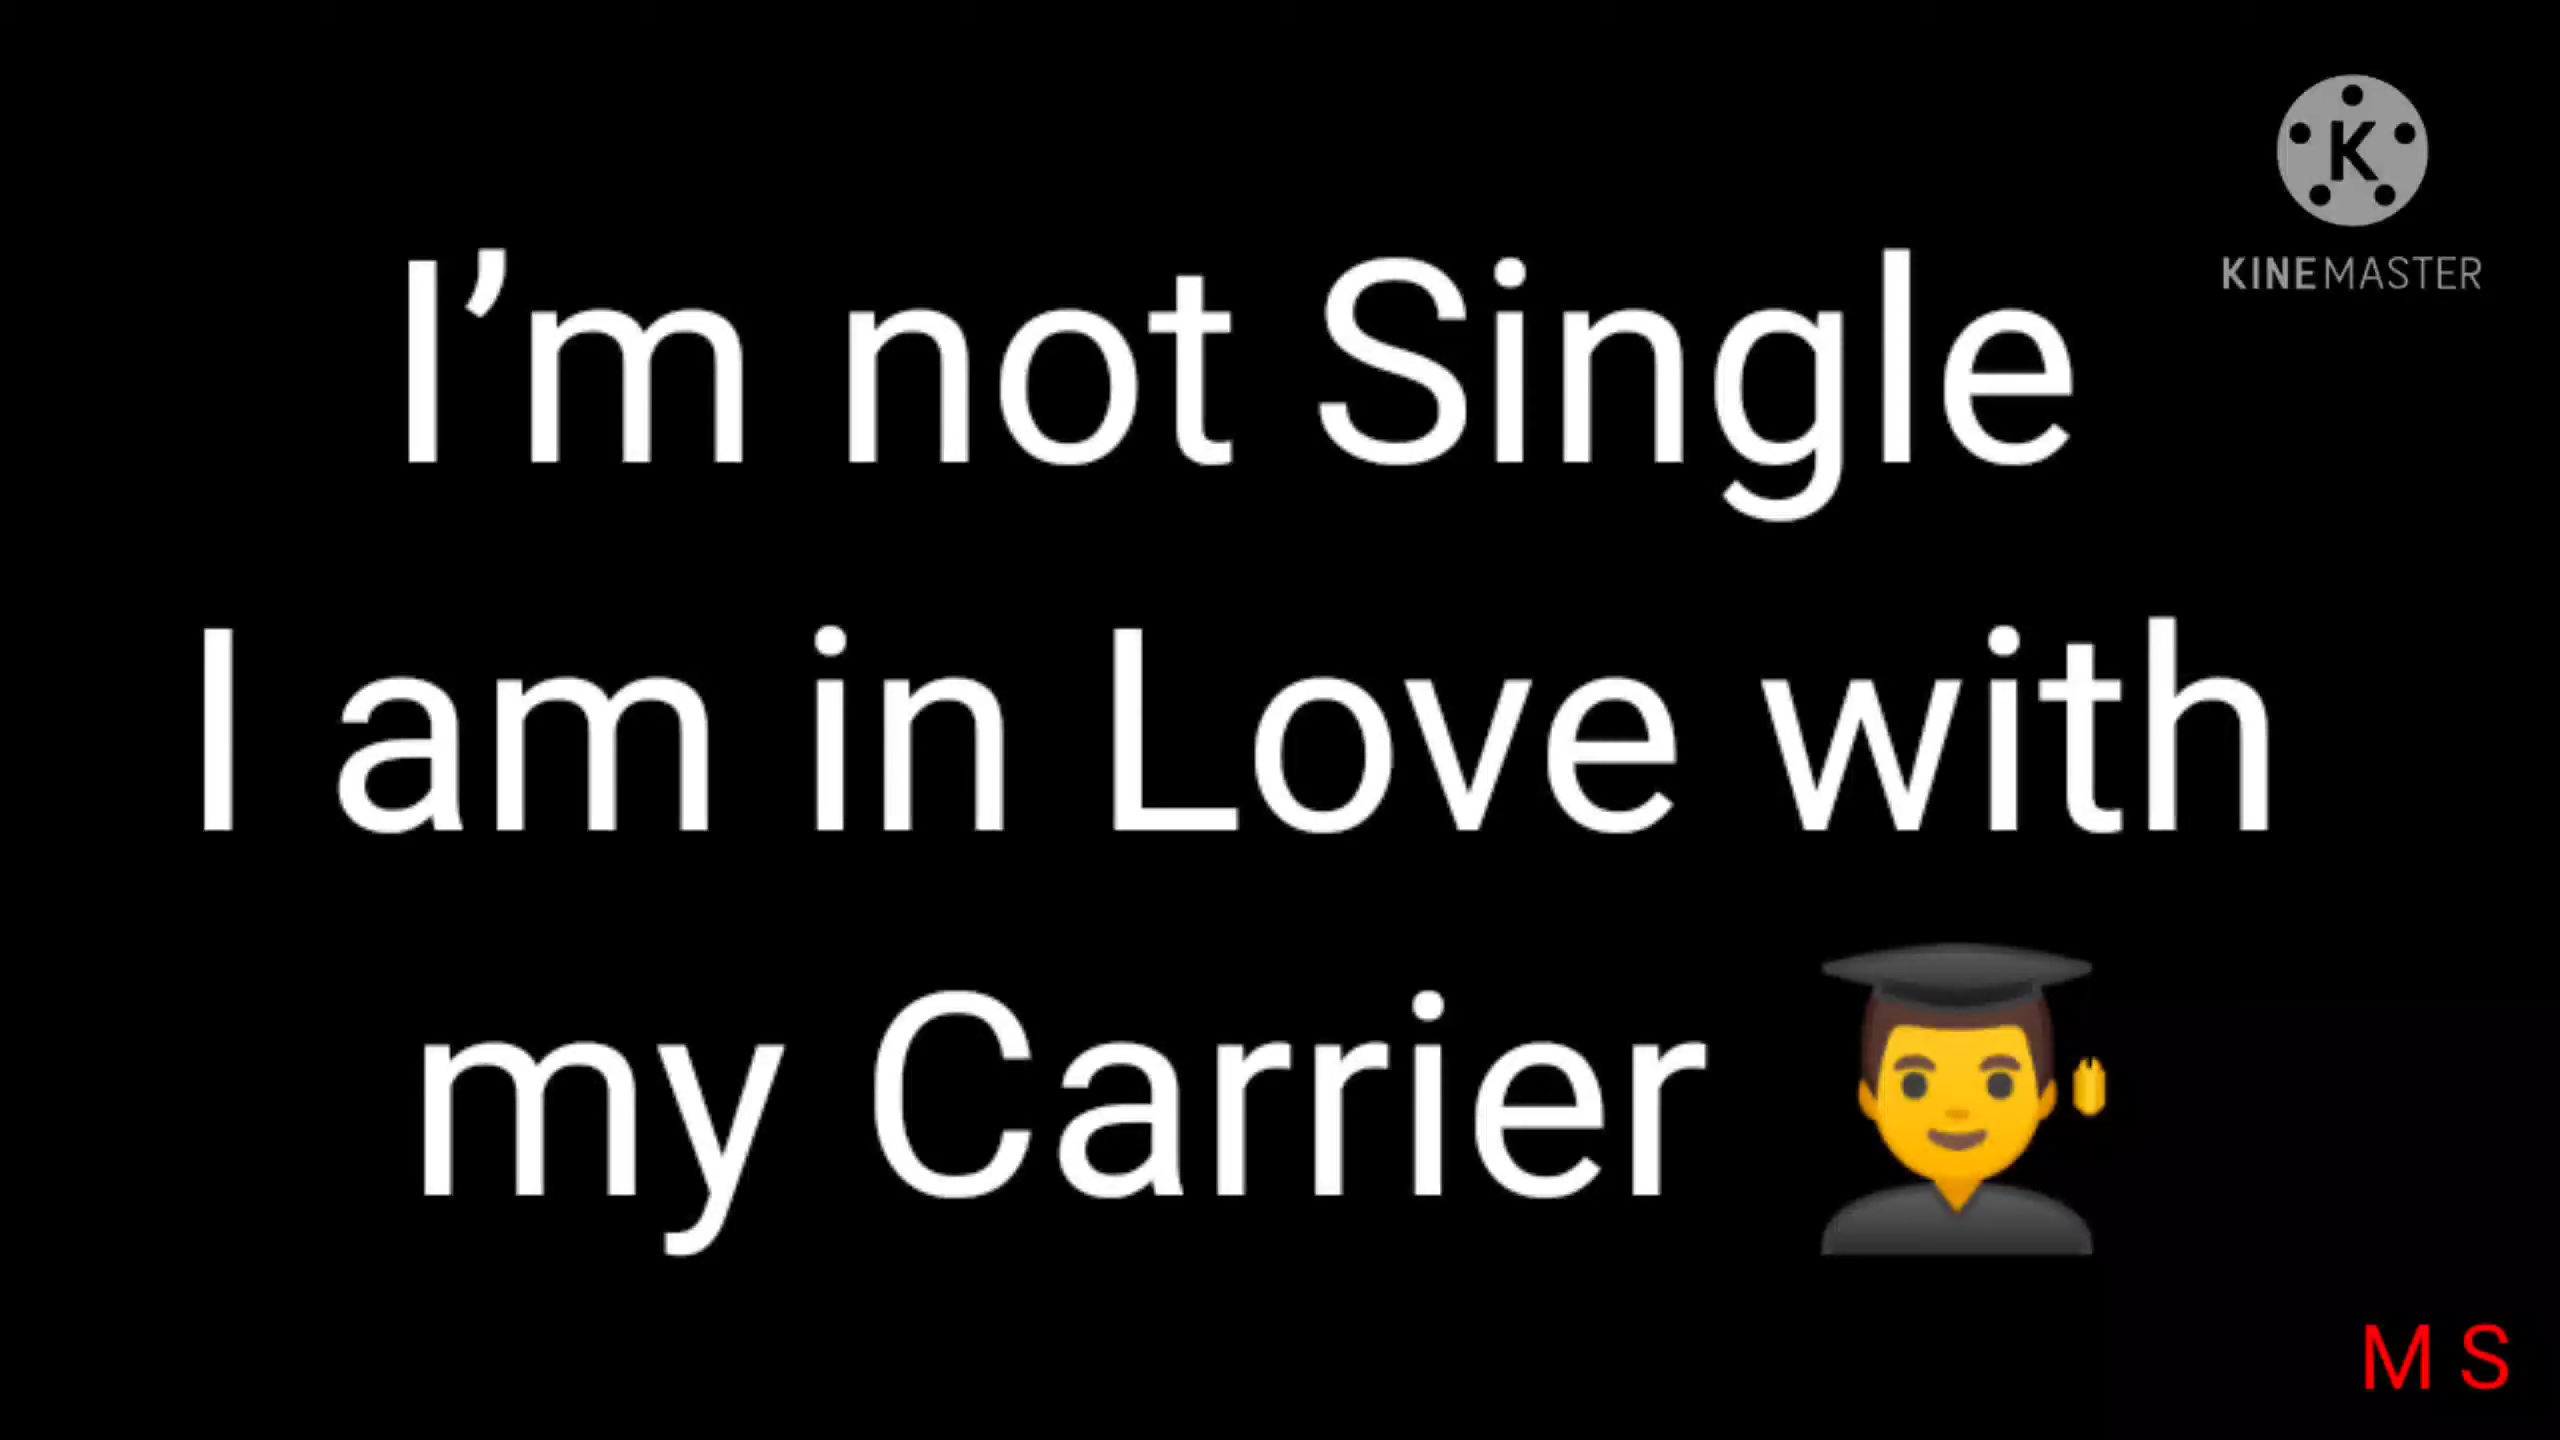 K
KINEMASTER
I’m not Single
I am in Love with
my Carrier 👨‍🎓
M S